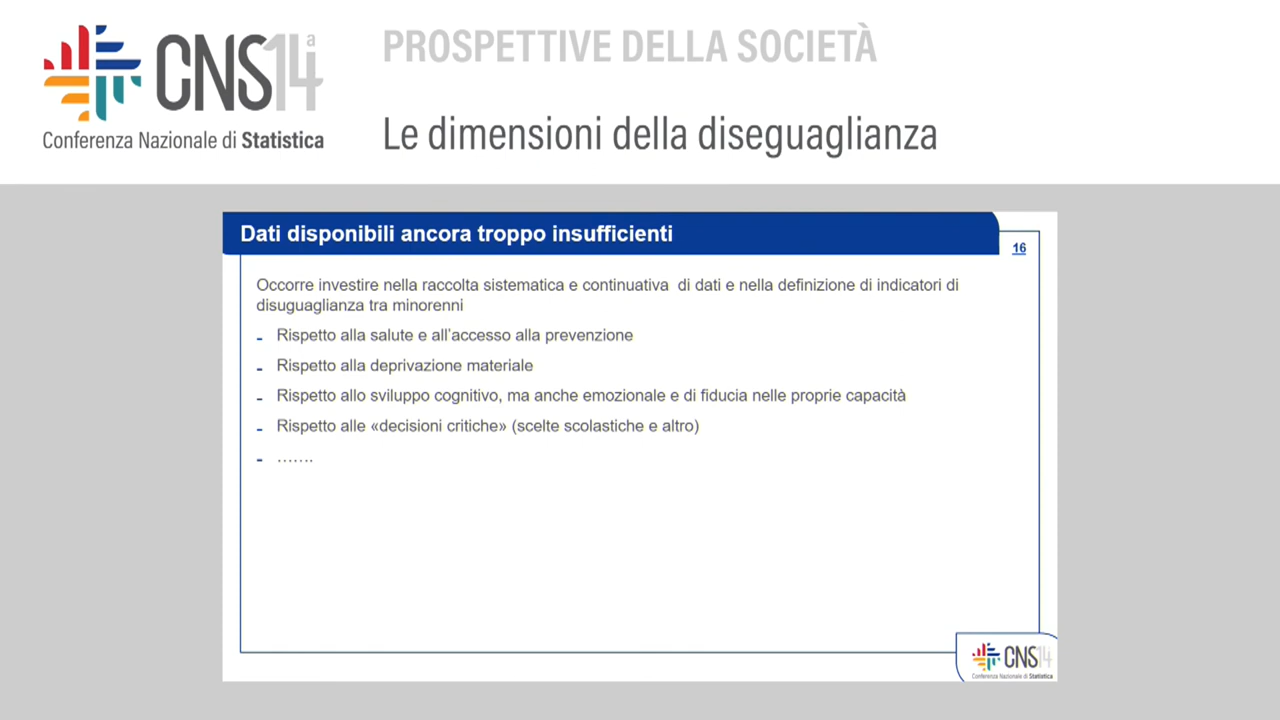 CNS14a
Conferenza Nazionale di Statistica
PROSPETTIVE DELLA SOCIETÀ
Le dimensioni della diseguaglianza
Dati disponibili ancora troppo insufficienti
16
Occorre investire nella raccolta sistematica e continuativa di dati e nella definizione di indicatori di
disuguaglianza tra minorenni
- Rispetto alla salute e all'accesso alla prevenzione
- Rispetto alla deprivazione materiale
- Rispetto allo sviluppo cognitivo, ma anche emozionale e di fiducia nelle proprie capacità
- Rispetto alle «decisioni critiche» (scelte scolastiche e altro)
- …….
CNS14
Conferenza Nazionale di Statistica